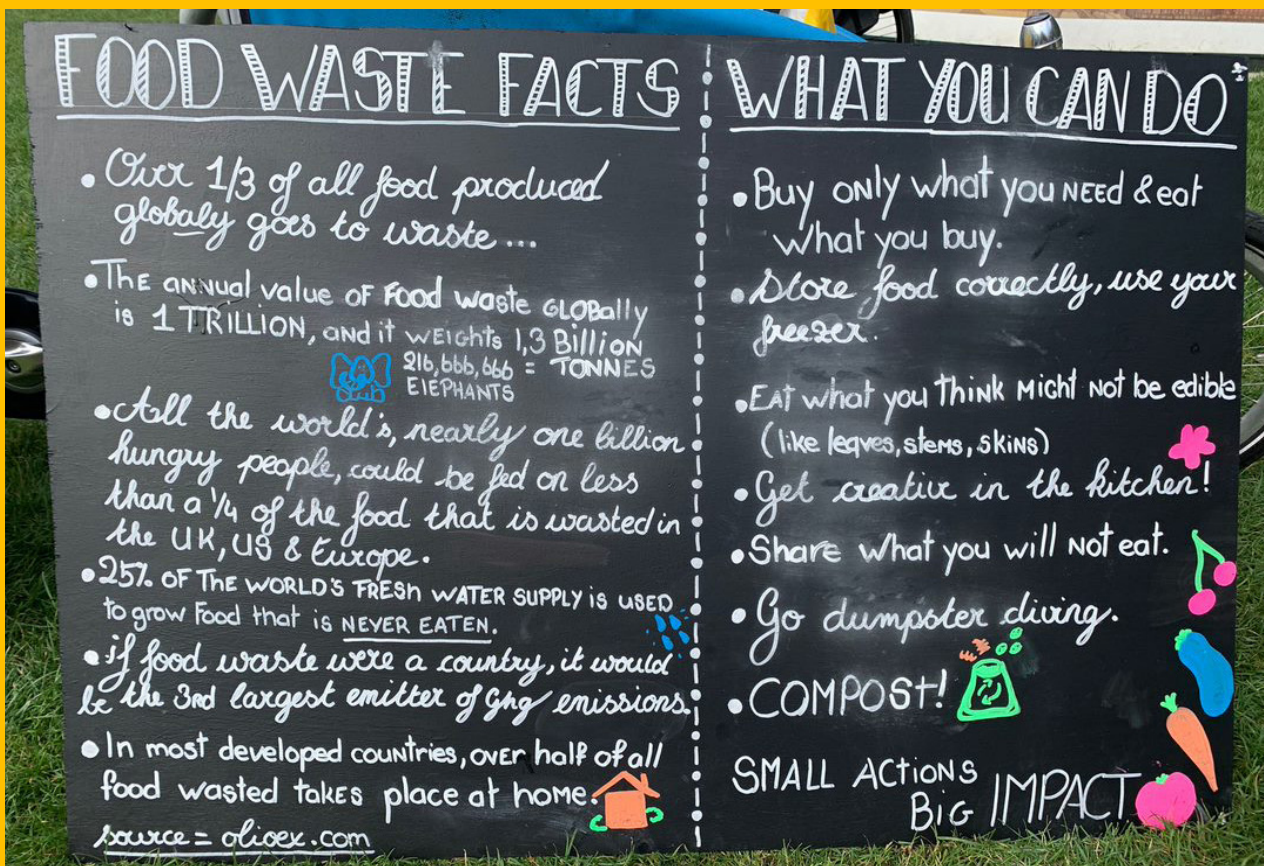 FOOD WASTE FACTS
• Over 1/3 of all food produced
globaly goes to waste...
• The annual value of food waste GLOBally
is 1 TRILLION, and it weights 1,3 Billion
216,666,666 = TONNES
ElEPHANTS
• All the world's, nearly one billion
hungry people, could be fed on less
than a 1/4 of the food that is wasted in
the UK, US & Europe.
• 25% OF THE WORLD'S FRESH WATER SUPPLY is USED
to grow Food that is NEVER EATEN.
• if food waste were a country, it would
be the 3rd largest emitter of Ghg emissions.
• In most developed countries, over half of all
food wasted takes place at home.
source = olioex.com
WHAT YOU CAN DO
• Buy only what you NEED & eat
what you buy.
• Store food correctly, use your
freezer.
• EAT what you THINK MIGHT NOT be edible
(like leaves, stems, skins)
• Get creative in the kitchen!
• Share what you will Not eat.
• Go dumpster diving.
• COMPOST!
SMALL ACTIONS
BIG IMPACT